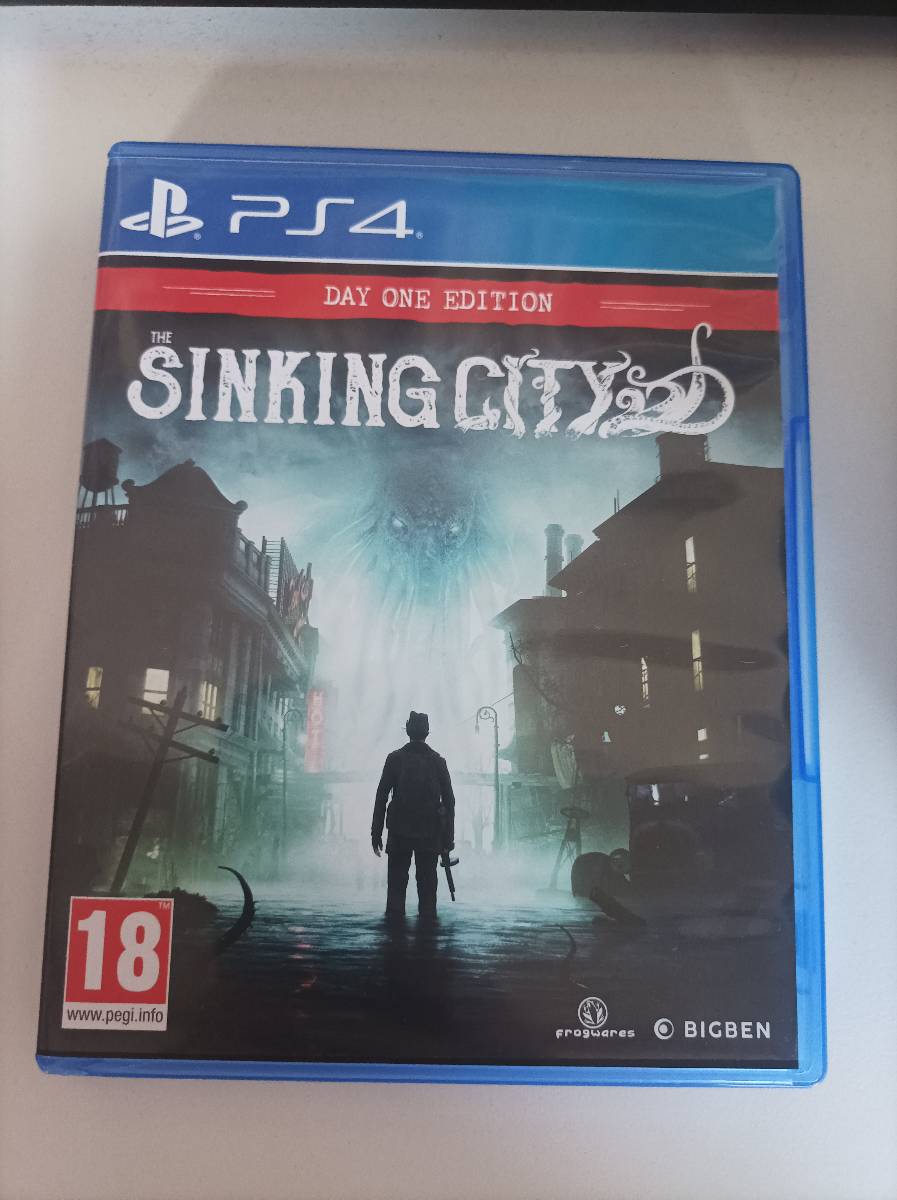 PS4
DAY ONE EDITION
THE
SINKING CITY
HOTEL
18
www.pegi.info
frogwares
BIGBEN